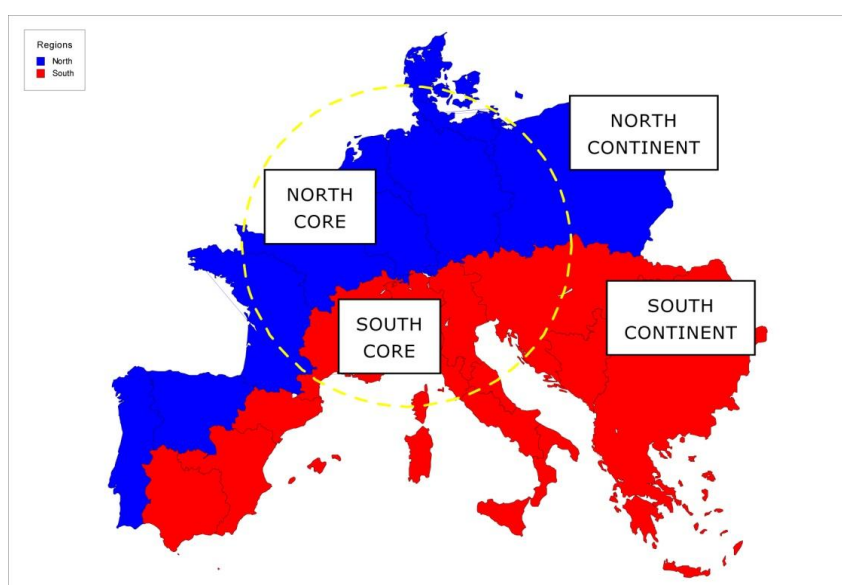 Regions
North
South
NORTH
CONTINENT
NORTH
CORE
SOUTH
CONTINENT
SOUTH
CORE